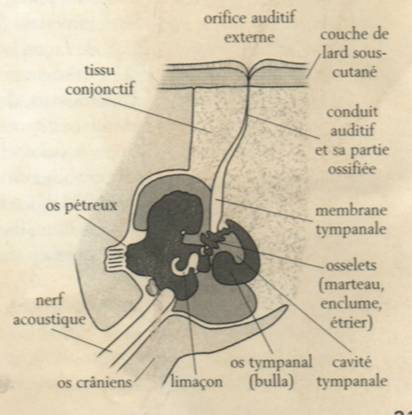 orifice auditif
externe
couche de
lard sous-
cutané
tissu
conjonctif
conduit
auditif
et sa partie
ossifiée
os pétreux
membrane
tympanale
osselets
(marteau,
enclume,
étrier)
nerf
acoustique
os crâniens
limaçon
os tympanal
(bulla)
cavité
tympanale